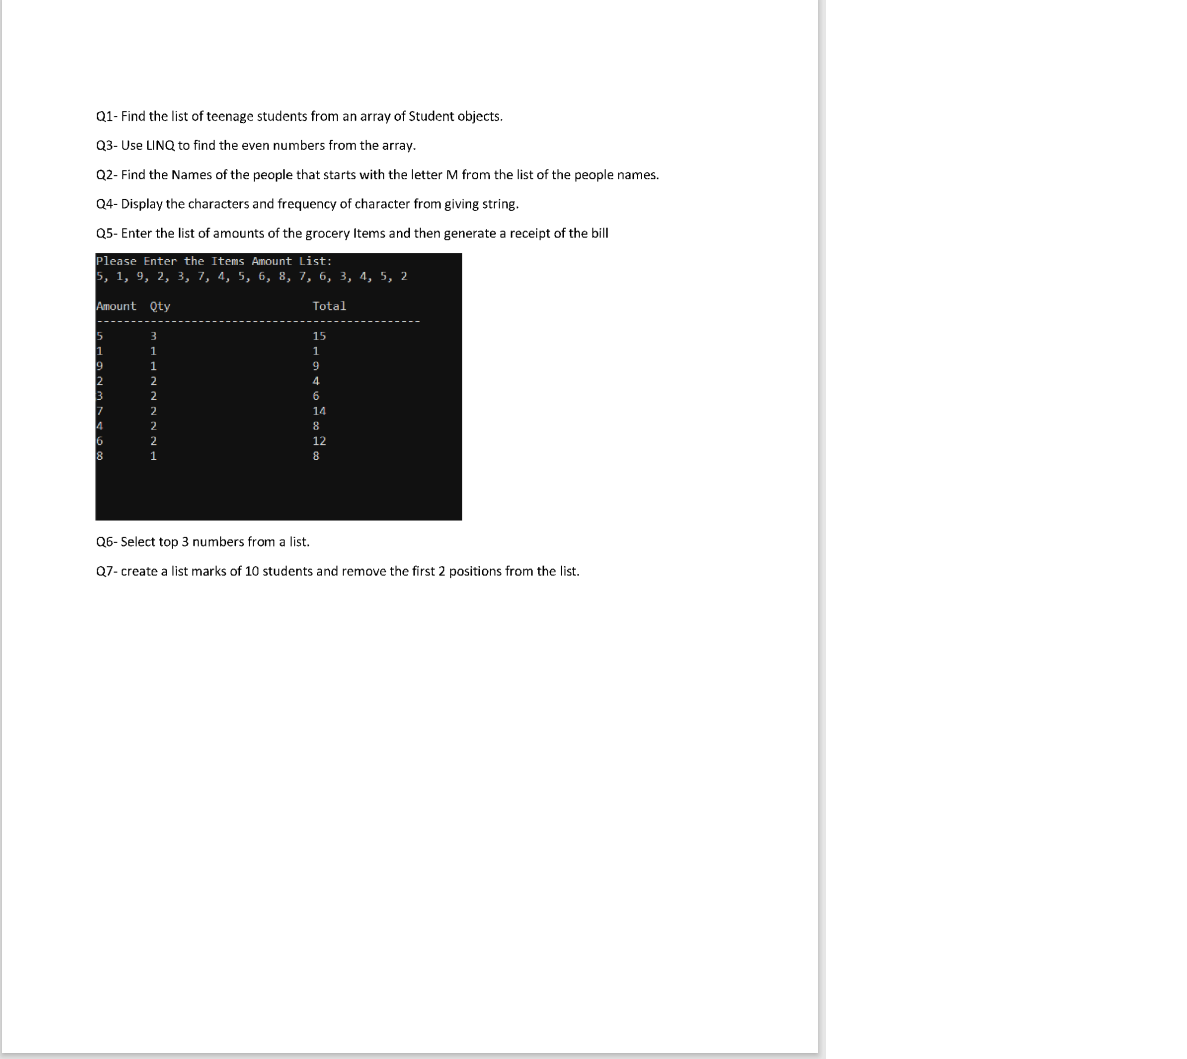 Q1- Find the list of teenage students from an array of Student objects.
Q3- Use LINQ to find the even numbers from the array.
Q2- Find the Names of the people that starts with the letter M from the list of the people names.
Q4- Display the characters and frequency of character from giving string.
Q5- Enter the list of amounts of the grocery Items and then generate a receipt of the bill
Please Enter the Items Amount List:
5, 1, 9, 2, 3, 7, 4, 5, 6, 8, 7, 6, 3, 4, 5, 2
Amount Qty Total
------------------------------------------------
5 3 15
1 1 1
9 1 9
2 2 4
3 2 6
7 2 14
4 2 8
6 2 12
8 1 8
Q6- Select top 3 numbers from a list.
Q7- create a list marks of 10 students and remove the first 2 positions from the list.